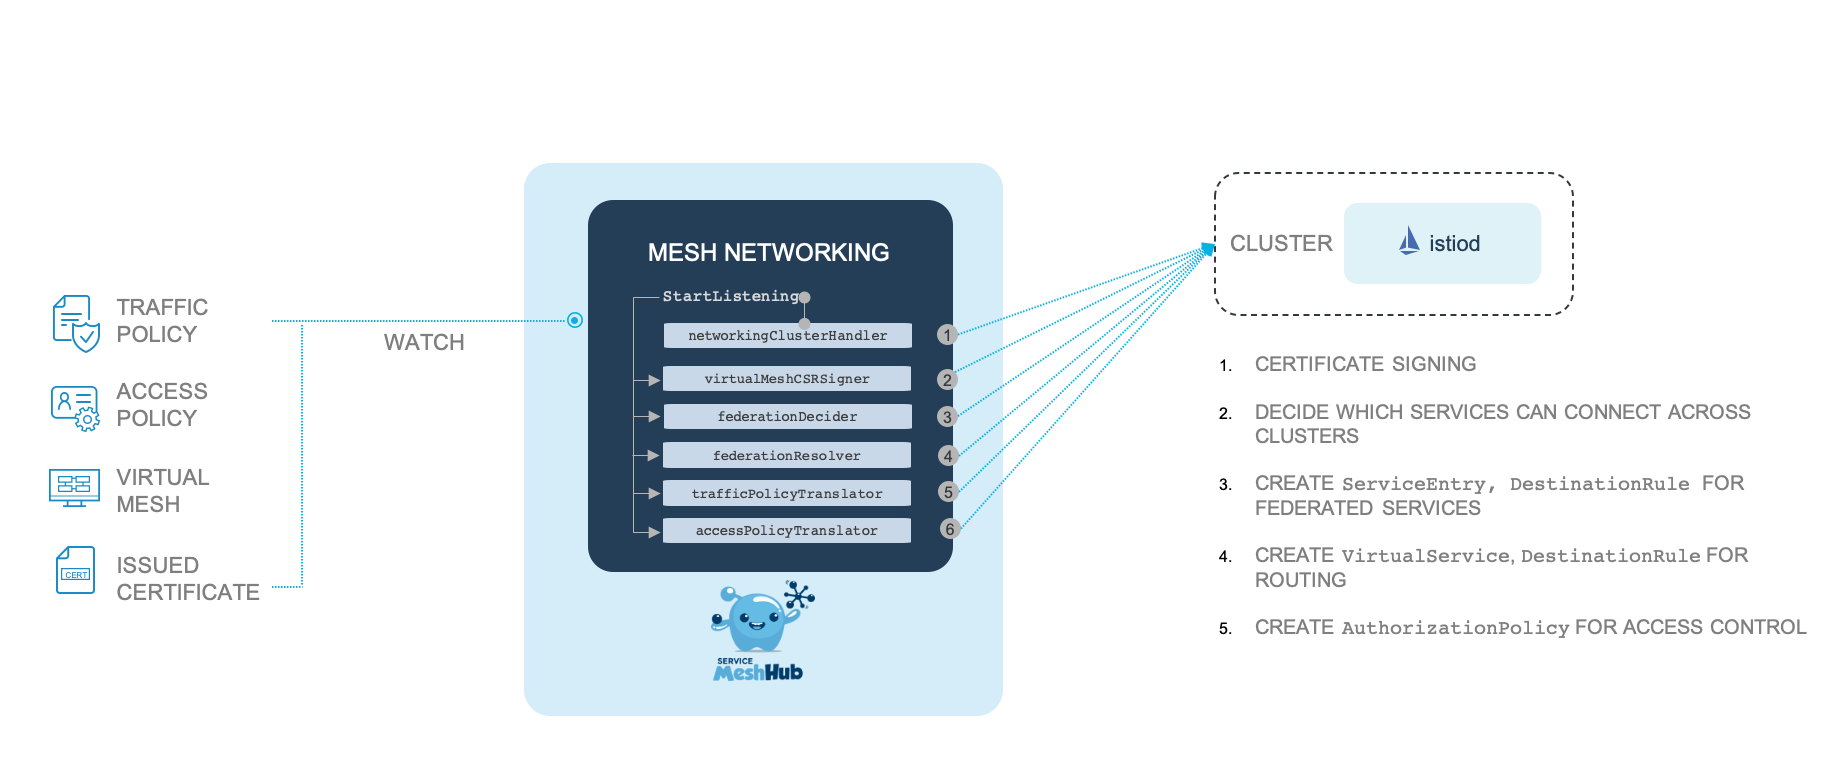 TRAFFIC
POLICY
ACCESS
POLICY
VIRTUAL
MESH
CERT
ISSUED
CERTIFICATE
WATCH
MESH NETWORKING
StartListening
networkingClusterHandler
1
virtualMeshCSRSigner
2
federationDecider
3
federationResolver
4
trafficPolicyTranslator
5
accessPolicyTranslator
6
SERVICE
MeshHub
CLUSTER
istiod
1. CERTIFICATE SIGNING
2. DECIDE WHICH SERVICES CAN CONNECT ACROSS
CLUSTERS
3. CREATE ServiceEntry, DestinationRule FOR
FEDERATED SERVICES
4. CREATE VirtualService, DestinationRule FOR
ROUTING
5. CREATE AuthorizationPolicy FOR ACCESS CONTROL